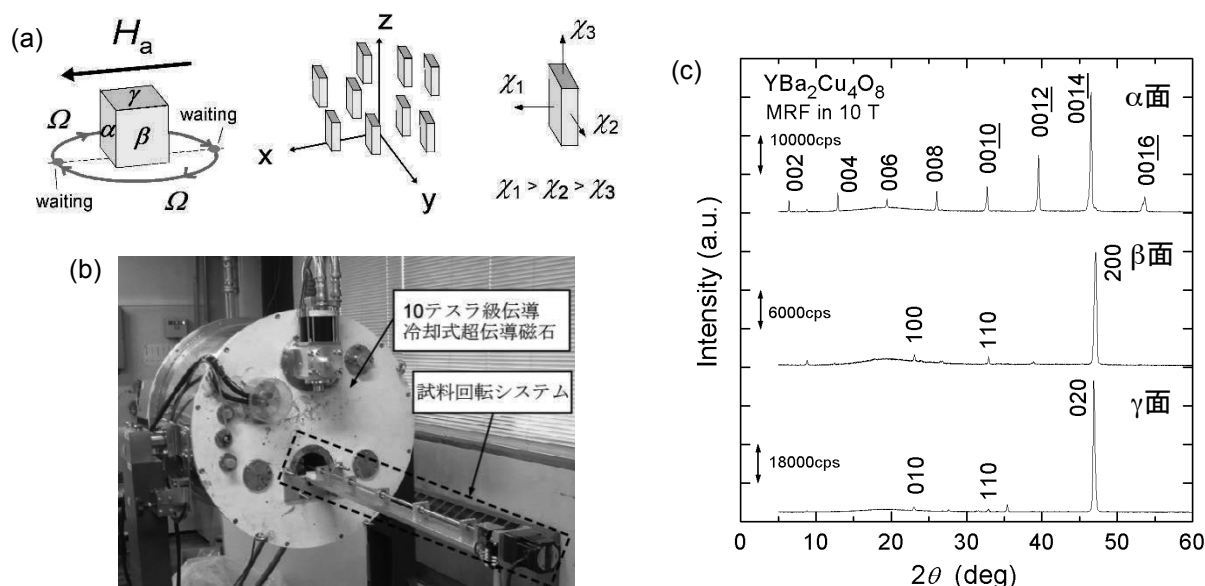 (a)
Hₐ
γ
α
β
Ω
waiting
waiting
Ω
z
x
y
χ₃
χ₁
χ₂
χ₁ > χ₂ > χ₃
(b)
10テスラ級伝導
冷却式超伝導磁石
試料回転システム
(c)
YBa₂Cu₄O₈
MRF in 10 T
10000cps
002
004
006
008
0010
0012
0014
0016
α面
β面
6000cps
100
110
200
γ面
18000cps
010
110
020
Intensity (a.u.)
0 10 20 30 40 50 60
2θ (deg)